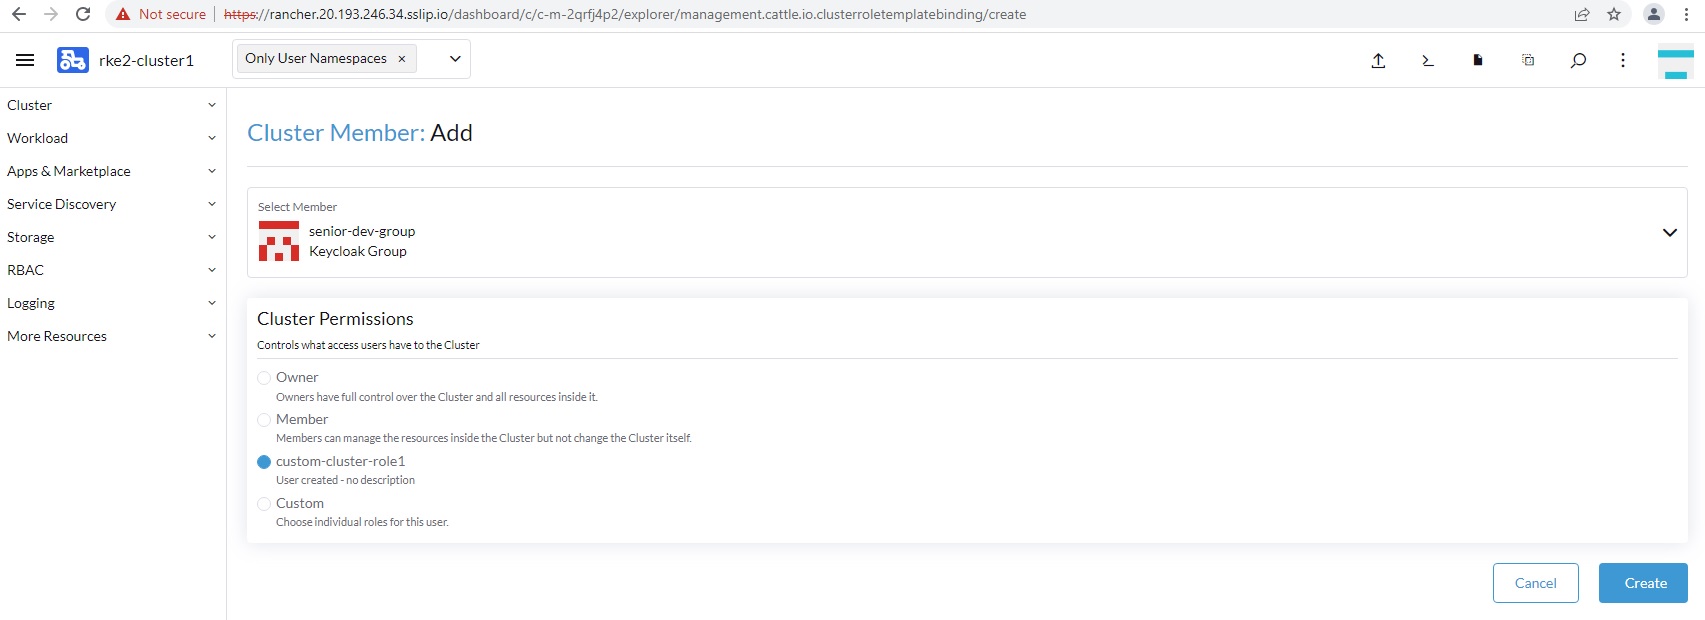 Not secure | https://rancher.20.193.246.34.sslip.io/dashboard/c/c-m-2qrfj4p2/explorer/management.cattle.io.clusterroletemplatebinding/create
rke2-cluster1
Only User Namespaces ×
Cluster
Workload
Apps & Marketplace
Service Discovery
Storage
RBAC
Logging
More Resources
Cluster Member: Add
Select Member
senior-dev-group
Keycloak Group
Cluster Permissions
Controls what access users have to the Cluster
Owner
Owners have full control over the Cluster and all resources inside it.
Member
Members can manage the resources inside the Cluster but not change the Cluster itself.
custom-cluster-role1
User created - no description
Custom
Choose individual roles for this user.
Cancel
Create